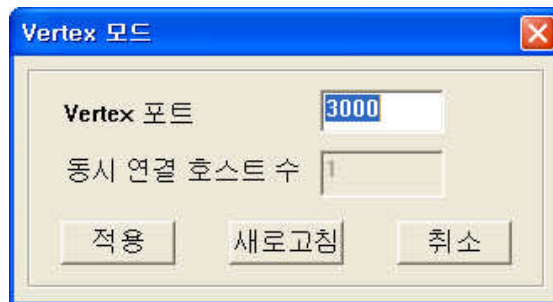 Vertex 모드
Vertex 포트 3000
동시 연결 호스트 수 1
적용 새로고침 취소